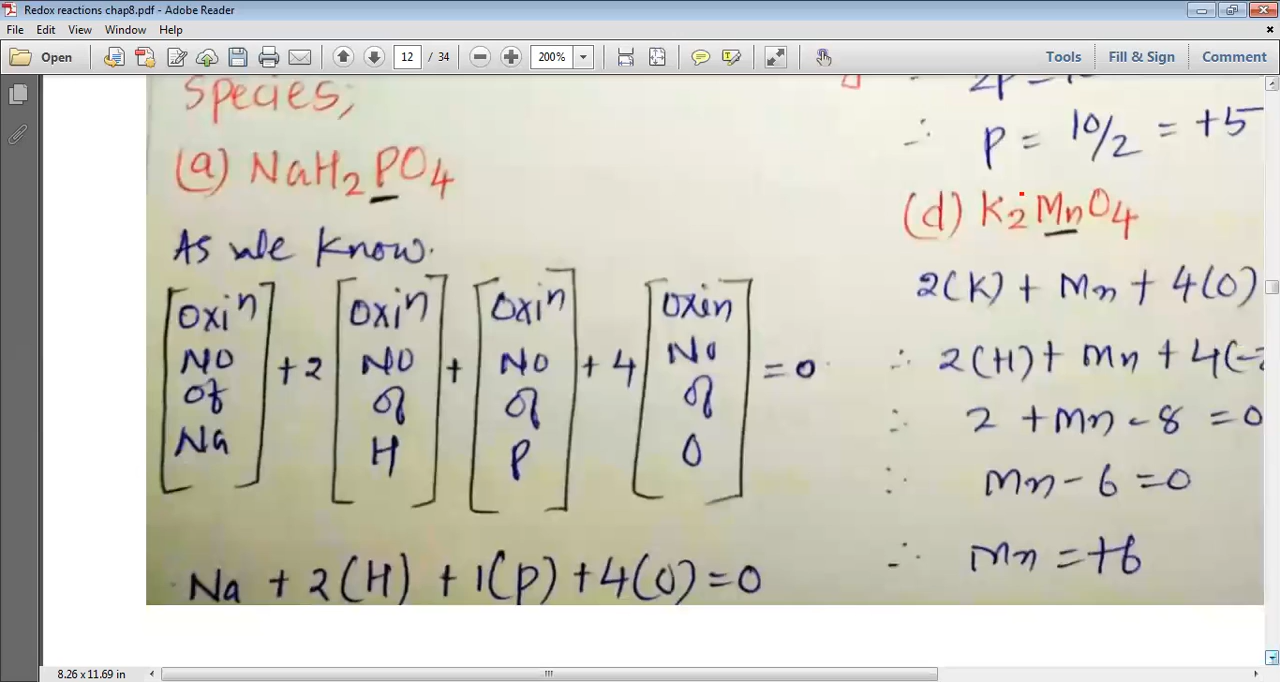 Redox reactions chap8.pdf - Adobe Reader
File Edit View Window Help
Open 12 / 34 200% Tools Fill & Sign Comment
Species,
(a) NaH2PO4
As we know.
[Oxin No of Na] + 2 [Oxin No of H] + [Oxin No of P] + 4 [Oxin No of O] = 0
Na + 2(H) + 1(P) + 4(O) = 0
∴ P = 10/2 = +5
(d) K2MnO4
2(K) + Mn + 4(O)
∴ 2(H) + Mn + 4(-2
∴ 2 + Mn - 8 = 0
∴ Mn - 6 = 0
∴ Mn = +6
8.26 x 11.69 in